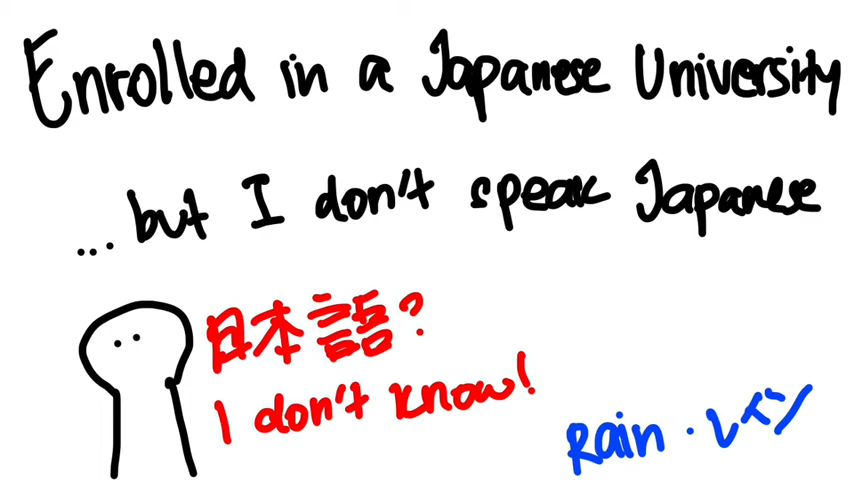 Enrolled in a Japanese University
...but I don't speak Japanese
日本語?
I don't know!
Rain・レイン